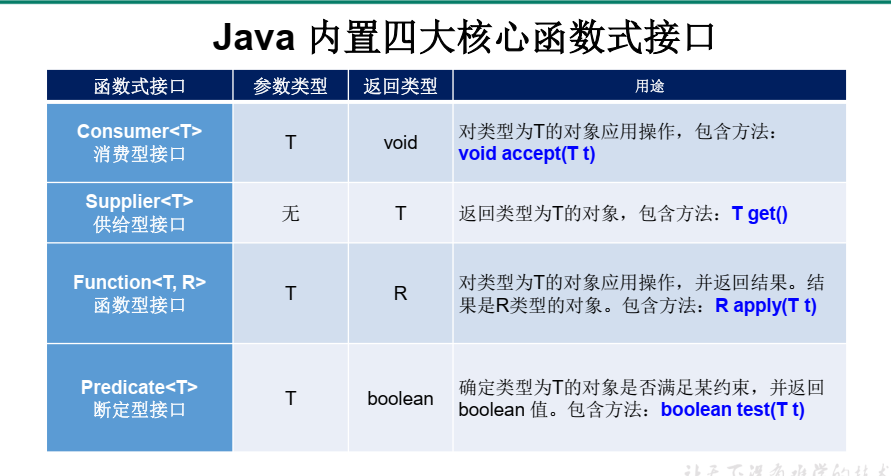 Java 内置四大核心函数式接口
函数式接口 参数类型 返回类型 用途
Consumer<T>
消费型接口
T
void
对类型为T的对象应用操作，包含方法：
void accept(T t)
Supplier<T>
供给型接口
无
T
返回类型为T的对象，包含方法：T get()
Function<T, R>
函数型接口
T
R
对类型为T的对象应用操作，并返回结果。结
果是R类型的对象。包含方法：R apply(T t)
Predicate<T>
断定型接口
T
boolean
确定类型为T的对象是否满足某约束，并返回
boolean 值。包含方法：boolean test(T t)